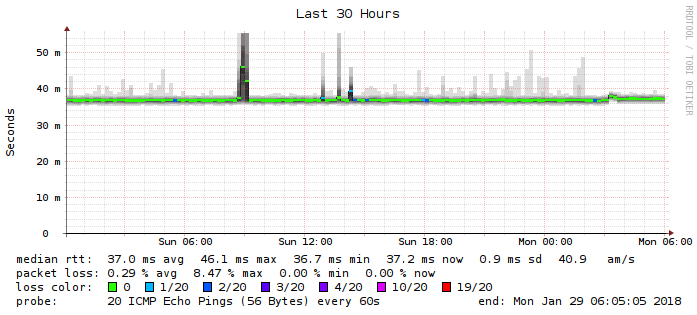 Last 30 Hours
RRDTOOL / TOBI OETIKER
Seconds
50 m
40 m
30 m
20 m
10 m
0
Sun 06:00 Sun 12:00 Sun 18:00 Mon 00:00 Mon 06:00
median rtt: 37.0 ms avg 46.1 ms max 36.7 ms min 37.2 ms now 0.9 ms sd 40.9 am/s
packet loss: 0.29 % avg 8.47 % max 0.00 % min 0.00 % now
loss color: 0 1/20 2/20 3/20 4/20 10/20 19/20
probe: 20 ICMP Echo Pings (56 Bytes) every 60s end: Mon Jan 29 06:05:05 2018